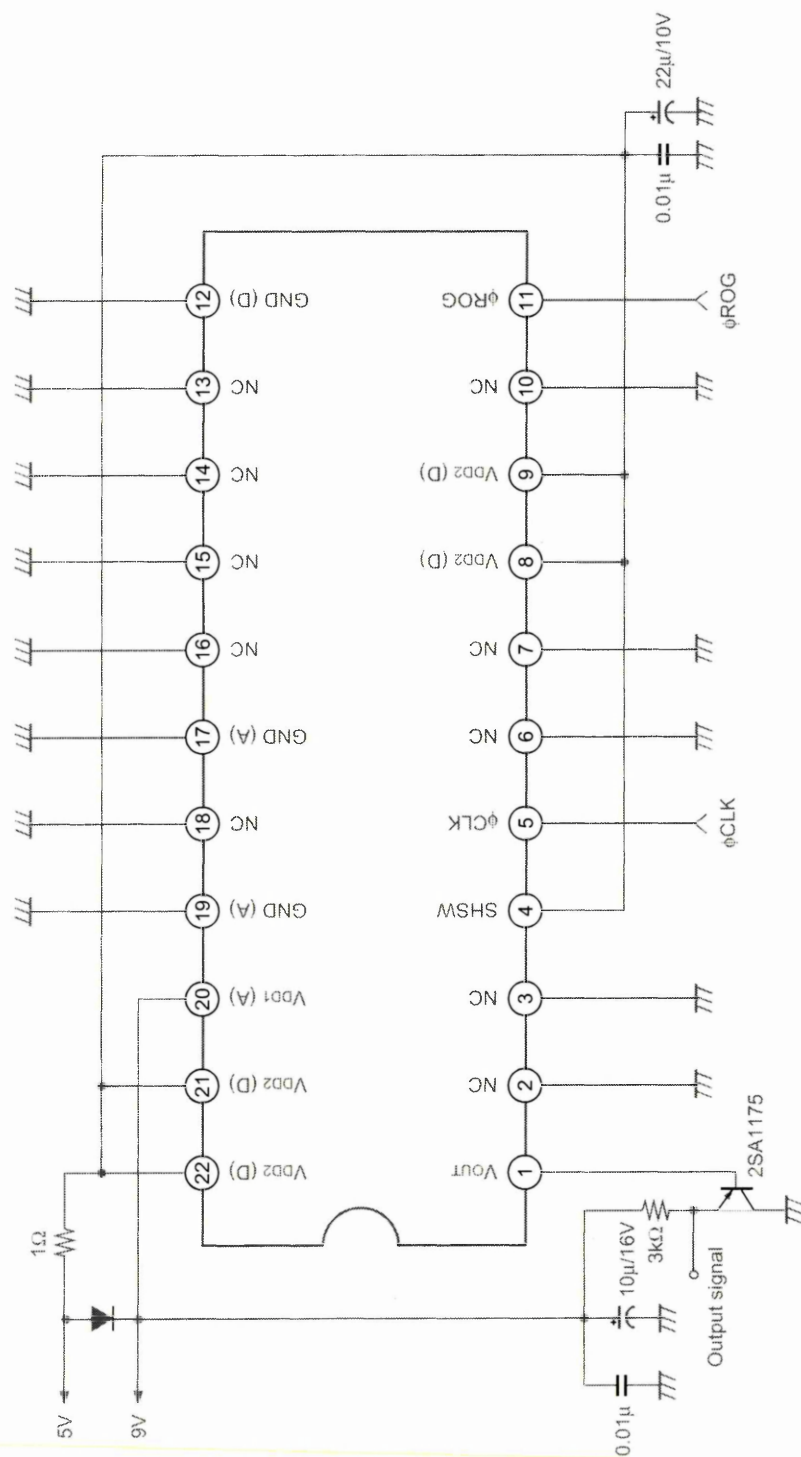 5V
9V
1Ω
22
VDD2 (D)
21
VDD2 (D)
20
VDD1 (A)
19
GND (A)
18
NC
17
GND (A)
16
NC
15
NC
14
NC
13
NC
12
GND (D)
1
VOUT
2
NC
3
NC
4
SHSW
5
ϕCLK
6
NC
7
NC
8
VDD2 (D)
9
VDD2 (D)
10
NC
11
ϕROG
0.01µ
10µ/16V
3kΩ
Output signal
2SA1175
ϕCLK
ϕROG
0.01µ
22µ/10V